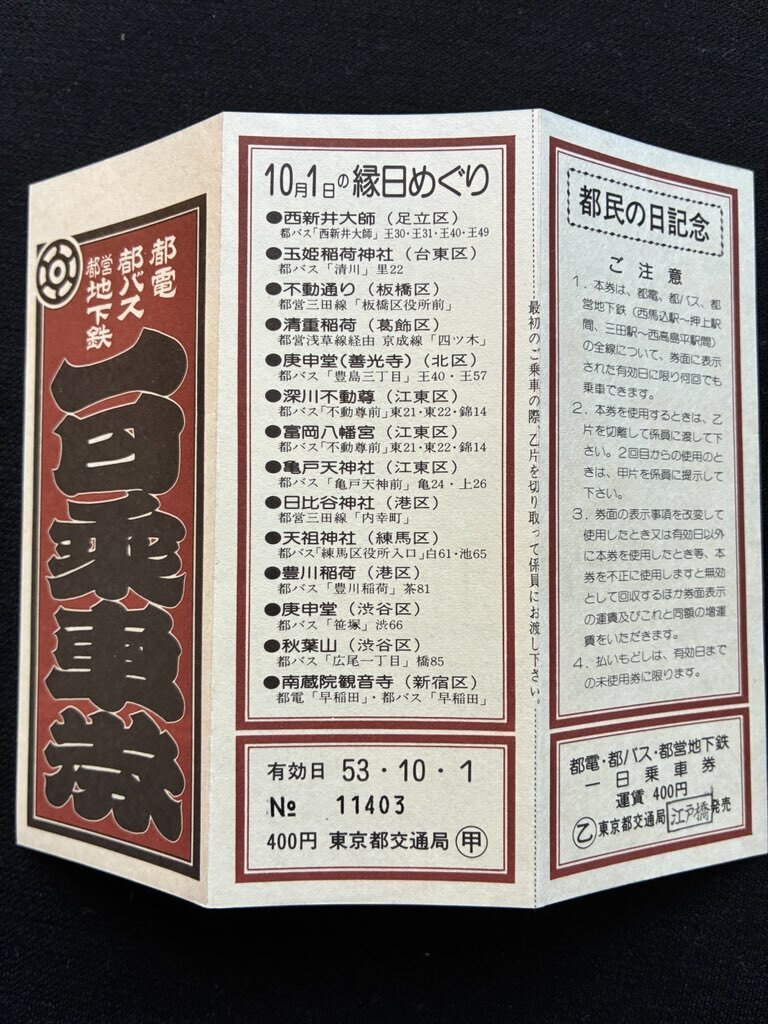 都電
都バス
都営
地下鉄
一日乗車券
10月1日の縁日めぐり
●西新井大師（足立区）
都バス「西新井大師」王30・王31・王40・王49
●玉姫稲荷神社（台東区）
都バス「清川」里22
●不動通り（板橋区）
都営三田線「板橋区役所前」
●清重稲荷（葛飾区）
都営浅草線経由 京成線「四ツ木」
●庚申堂(善光寺)（北区）
都バス「豊島三丁目」王40・王57
●深川不動尊（江東区）
都バス「不動尊前」東21・東22・錦14
●富岡八幡宮（江東区）
都バス「不動尊前」東21・東22・錦14
●亀戸天神社（江東区）
都バス「亀戸天神前」亀24・上26
●日比谷神社（港区）
都営三田線「内幸町」
●天祖神社（練馬区）
都バス「練馬区役所入口」白61・池65
●豊川稲荷（港区）
都バス「豊川稲荷」茶81
●庚申堂（渋谷区）
都バス「笹塚」渋66
●秋葉山（渋谷区）
都バス「広尾一丁目」橋85
●南蔵院観音寺（新宿区）
都電「早稲田」・都バス「早稲田」
有効日 53・10・1
No 11403
400円 東京都交通局 甲
最初のご乗車の際、乙片を切り取って係員にお渡し下さい。
都民の日記念
ご注意
1．本券は、都電、都バス、都
営地下鉄（西馬込駅〜押上駅
間、三田駅〜西高島平駅間）
の全線について、券面に表示
された有効日に限り何回でも
乗車できます。
2．本券を使用するときは、乙
片を切離して係員に渡して下
さい。2回目からの使用のと
きは、甲片を係員に提示して
下さい。
3．券面の表示事項を改変して
使用したとき又は有効日以外
に本券を使用したとき等、本
券を不正に使用しますと無効
として回収するほか券面表示
の運賃及びこれと同額の増運
賃をいただきます。
4．払いもどしは、有効日まで
の未使用券に限ります。
都電・都バス・都営地下鉄
一日乗車券
運賃 400円
乙 東京都交通局 江戸橋 発売